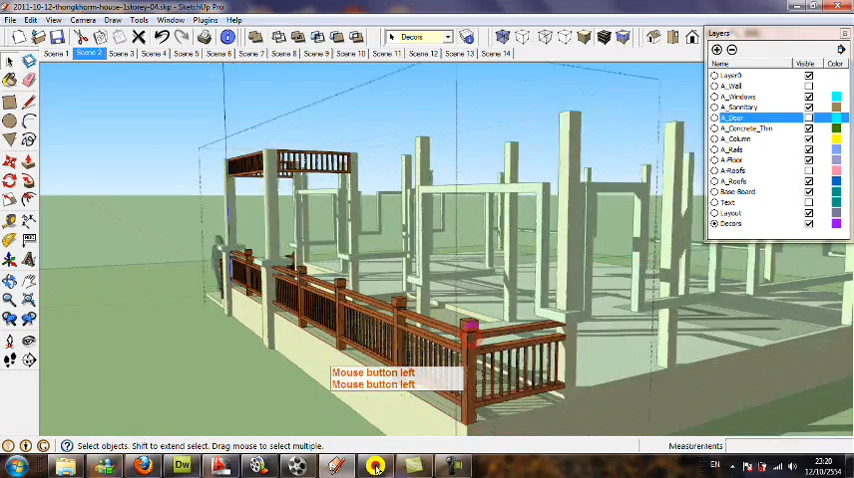 2011-10-12-thongkhorm-house-1storey-04.skp - SketchUp Pro
File Edit View Camera Draw Tools Window Plugins Help
Decors
Scene 1 Scene 2 Scene 3 Scene 4 Scene 5 Scene 6 Scene 7 Scene 8 Scene 9 Scene 10 Scene 11 Scene 12 Scene 13 Scene 14
Layers
Name Visible Color
Layer0
A_Wall
A_Windows
A_Sannitary
A_Door
A_Concrete_Thin
A_Column
A_Rails
A-Floor
A-Roofs
A_Roofs
Base Board
Text
Layout
Decors
Mouse button left
Mouse button left
Select objects. Shift to extend select. Drag mouse to select multiple.
Measurements
Dw
EN
23:20
12/10/2554